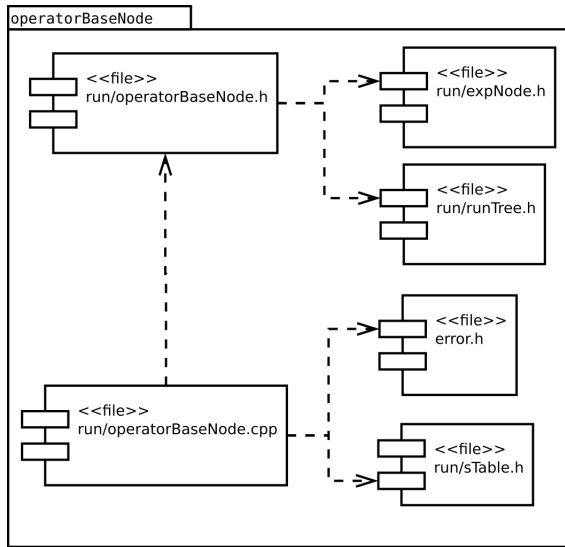 operatorBaseNode
<<file>>
run/operatorBaseNode.h
<<file>>
run/expNode.h
<<file>>
run/runTree.h
<<file>>
error.h
<<file>>
run/operatorBaseNode.cpp
<<file>>
run/sTable.h